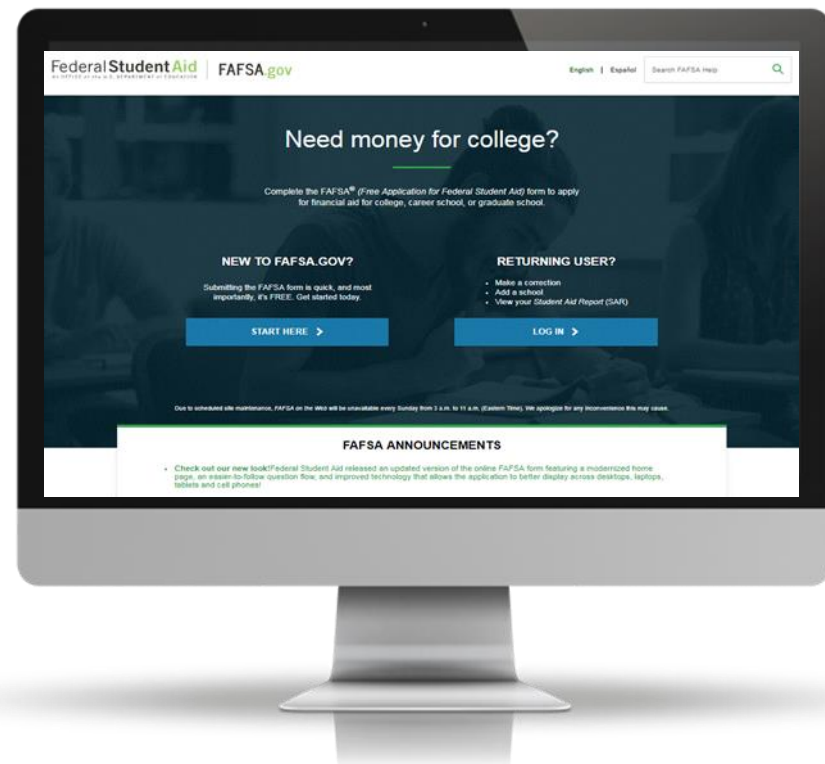 Federal Student Aid | FAFSA.gov
An OFFICE of the U.S. DEPARTMENT of EDUCATION
English | Español
Search FAFSA Help
Need money for college?
Complete the FAFSA® (Free Application for Federal Student Aid) form to apply
for financial aid for college, career school, or graduate school.
NEW TO FAFSA.GOV?
Submitting the FAFSA form is quick, and most
importantly, it's FREE. Get started today.
START HERE
RETURNING USER?
• Make a correction
• Add a school
• View your Student Aid Report (SAR)
LOG IN
Due to scheduled site maintenance, FAFSA on the Web will be unavailable every Sunday from 3 a.m. to 11 a.m. (Eastern Time). We apologize for any inconvenience this may cause.
FAFSA ANNOUNCEMENTS
• Check out our new look!Federal Student Aid released an updated version of the online FAFSA form featuring a modernized home
page, an easier-to-follow question flow, and improved technology that allows the application to better display across desktops, laptops,
tablets and cell phones!